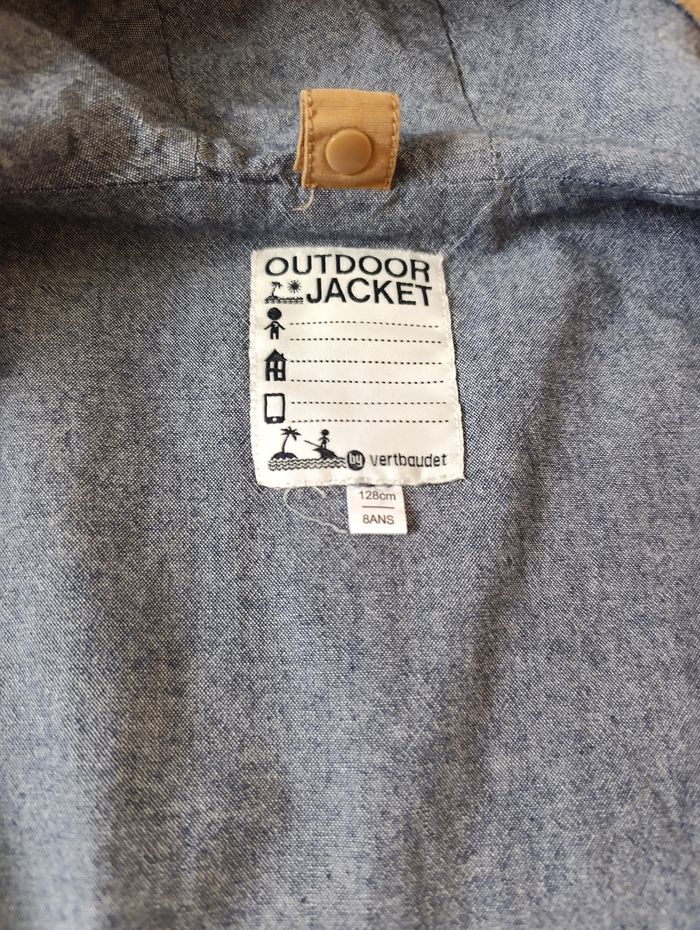 OUTDOOR
JACKET
by vertbaudet
128cm
8ANS